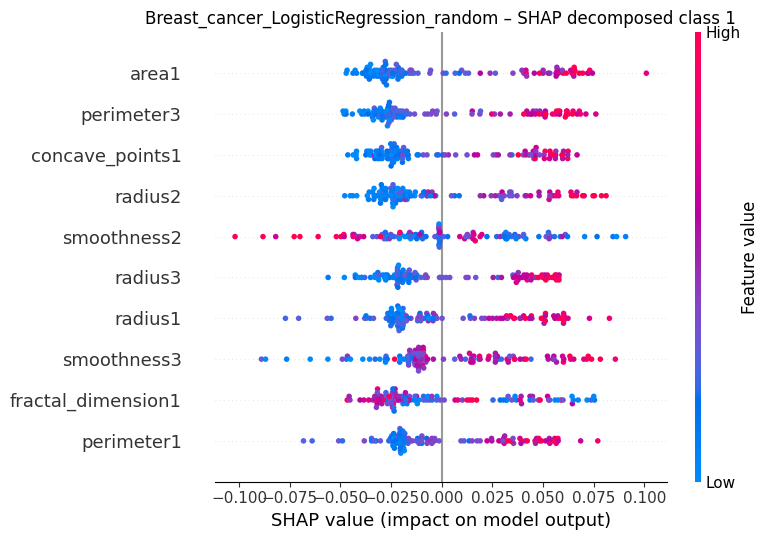 Breast_cancer_LogisticRegression_random – SHAP decomposed class 1
High
area1
perimeter3
concave_points1
radius2
smoothness2
radius3
radius1
smoothness3
fractal_dimension1
perimeter1
Feature value
Low
−0.100 −0.075 −0.050 −0.025 0.000 0.025 0.050 0.075 0.100
SHAP value (impact on model output)